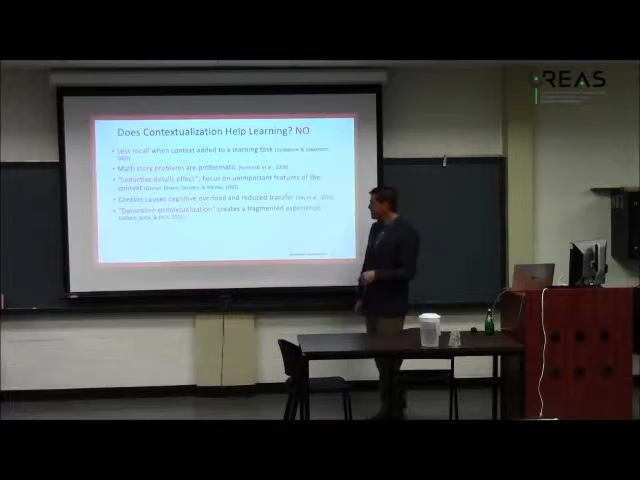 CREAS
Does Contextualization Help Learning? NO
• Less recall when context added to a learning task
• Math story problems are problematic
• "Seductive details effect": Focus on unimportant features of the
context
• Context causes cognitive overload and reduced transfer
• "Decorative contextualization" creates a fragmented experience